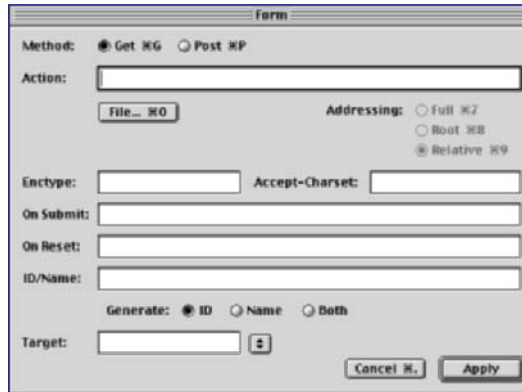 Form
Method: Get ⌘G Post ⌘P
Action:
File... ⌘O Addressing: Full ⌘7
Root ⌘8
Relative ⌘9
Enctype: Accept-Charset:
On Submit:
On Reset:
ID/Name:
Generate: ID Name Both
Target:
Cancel ⌘. Apply